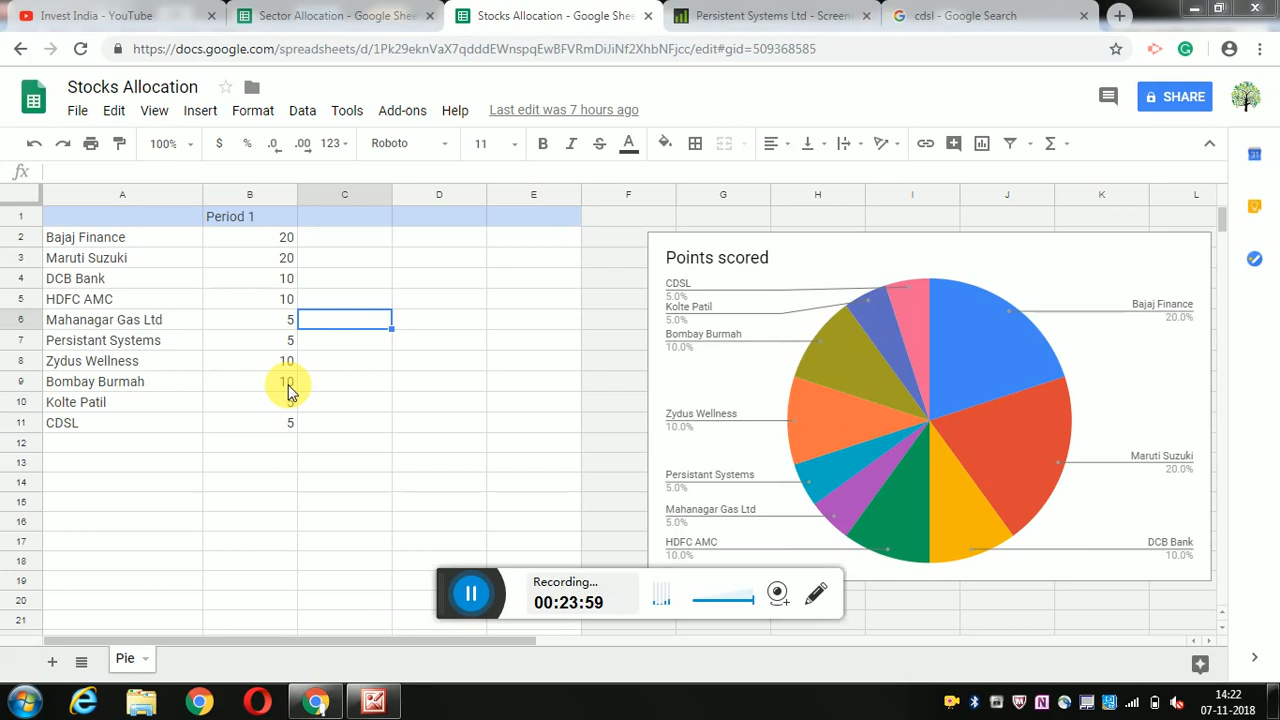 Invest India - YouTube
Sector Allocation - Google She
Stocks Allocation - Google Shee
Persistent Systems Ltd - Screen
cdsl - Google Search
https://docs.google.com/spreadsheets/d/1Pk29eknVaX7qdddEWnspqEwBFVRmDiJiNf2XhbNFjcc/edit#gid=509368585
Stocks Allocation
SHARE
File Edit View Insert Format Data Tools Add-ons Help Last edit was 7 hours ago
100% $ % .0 .00 123 Roboto 11 B I S A
fx
A B C D E F G H I J K L
1 Period 1
2 Bajaj Finance 20
3 Maruti Suzuki 20
4 DCB Bank 10
5 HDFC AMC 10
6 Mahanagar Gas Ltd 5
7 Persistant Systems 5
8 Zydus Wellness 10
9 Bombay Burmah 10
10 Kolte Patil 5
11 CDSL 5
12
13
14
15
16
17
18
19
20
21
Points scored
CDSL
5.0%
Kolte Patil
5.0%
Bombay Burmah
10.0%
Zydus Wellness
10.0%
Persistant Systems
5.0%
Mahanagar Gas Ltd
5.0%
HDFC AMC
10.0%
Bajaj Finance
20.0%
Maruti Suzuki
20.0%
DCB Bank
10.0%
Recording...
00:23:59
Pie
14:22
07-11-2018